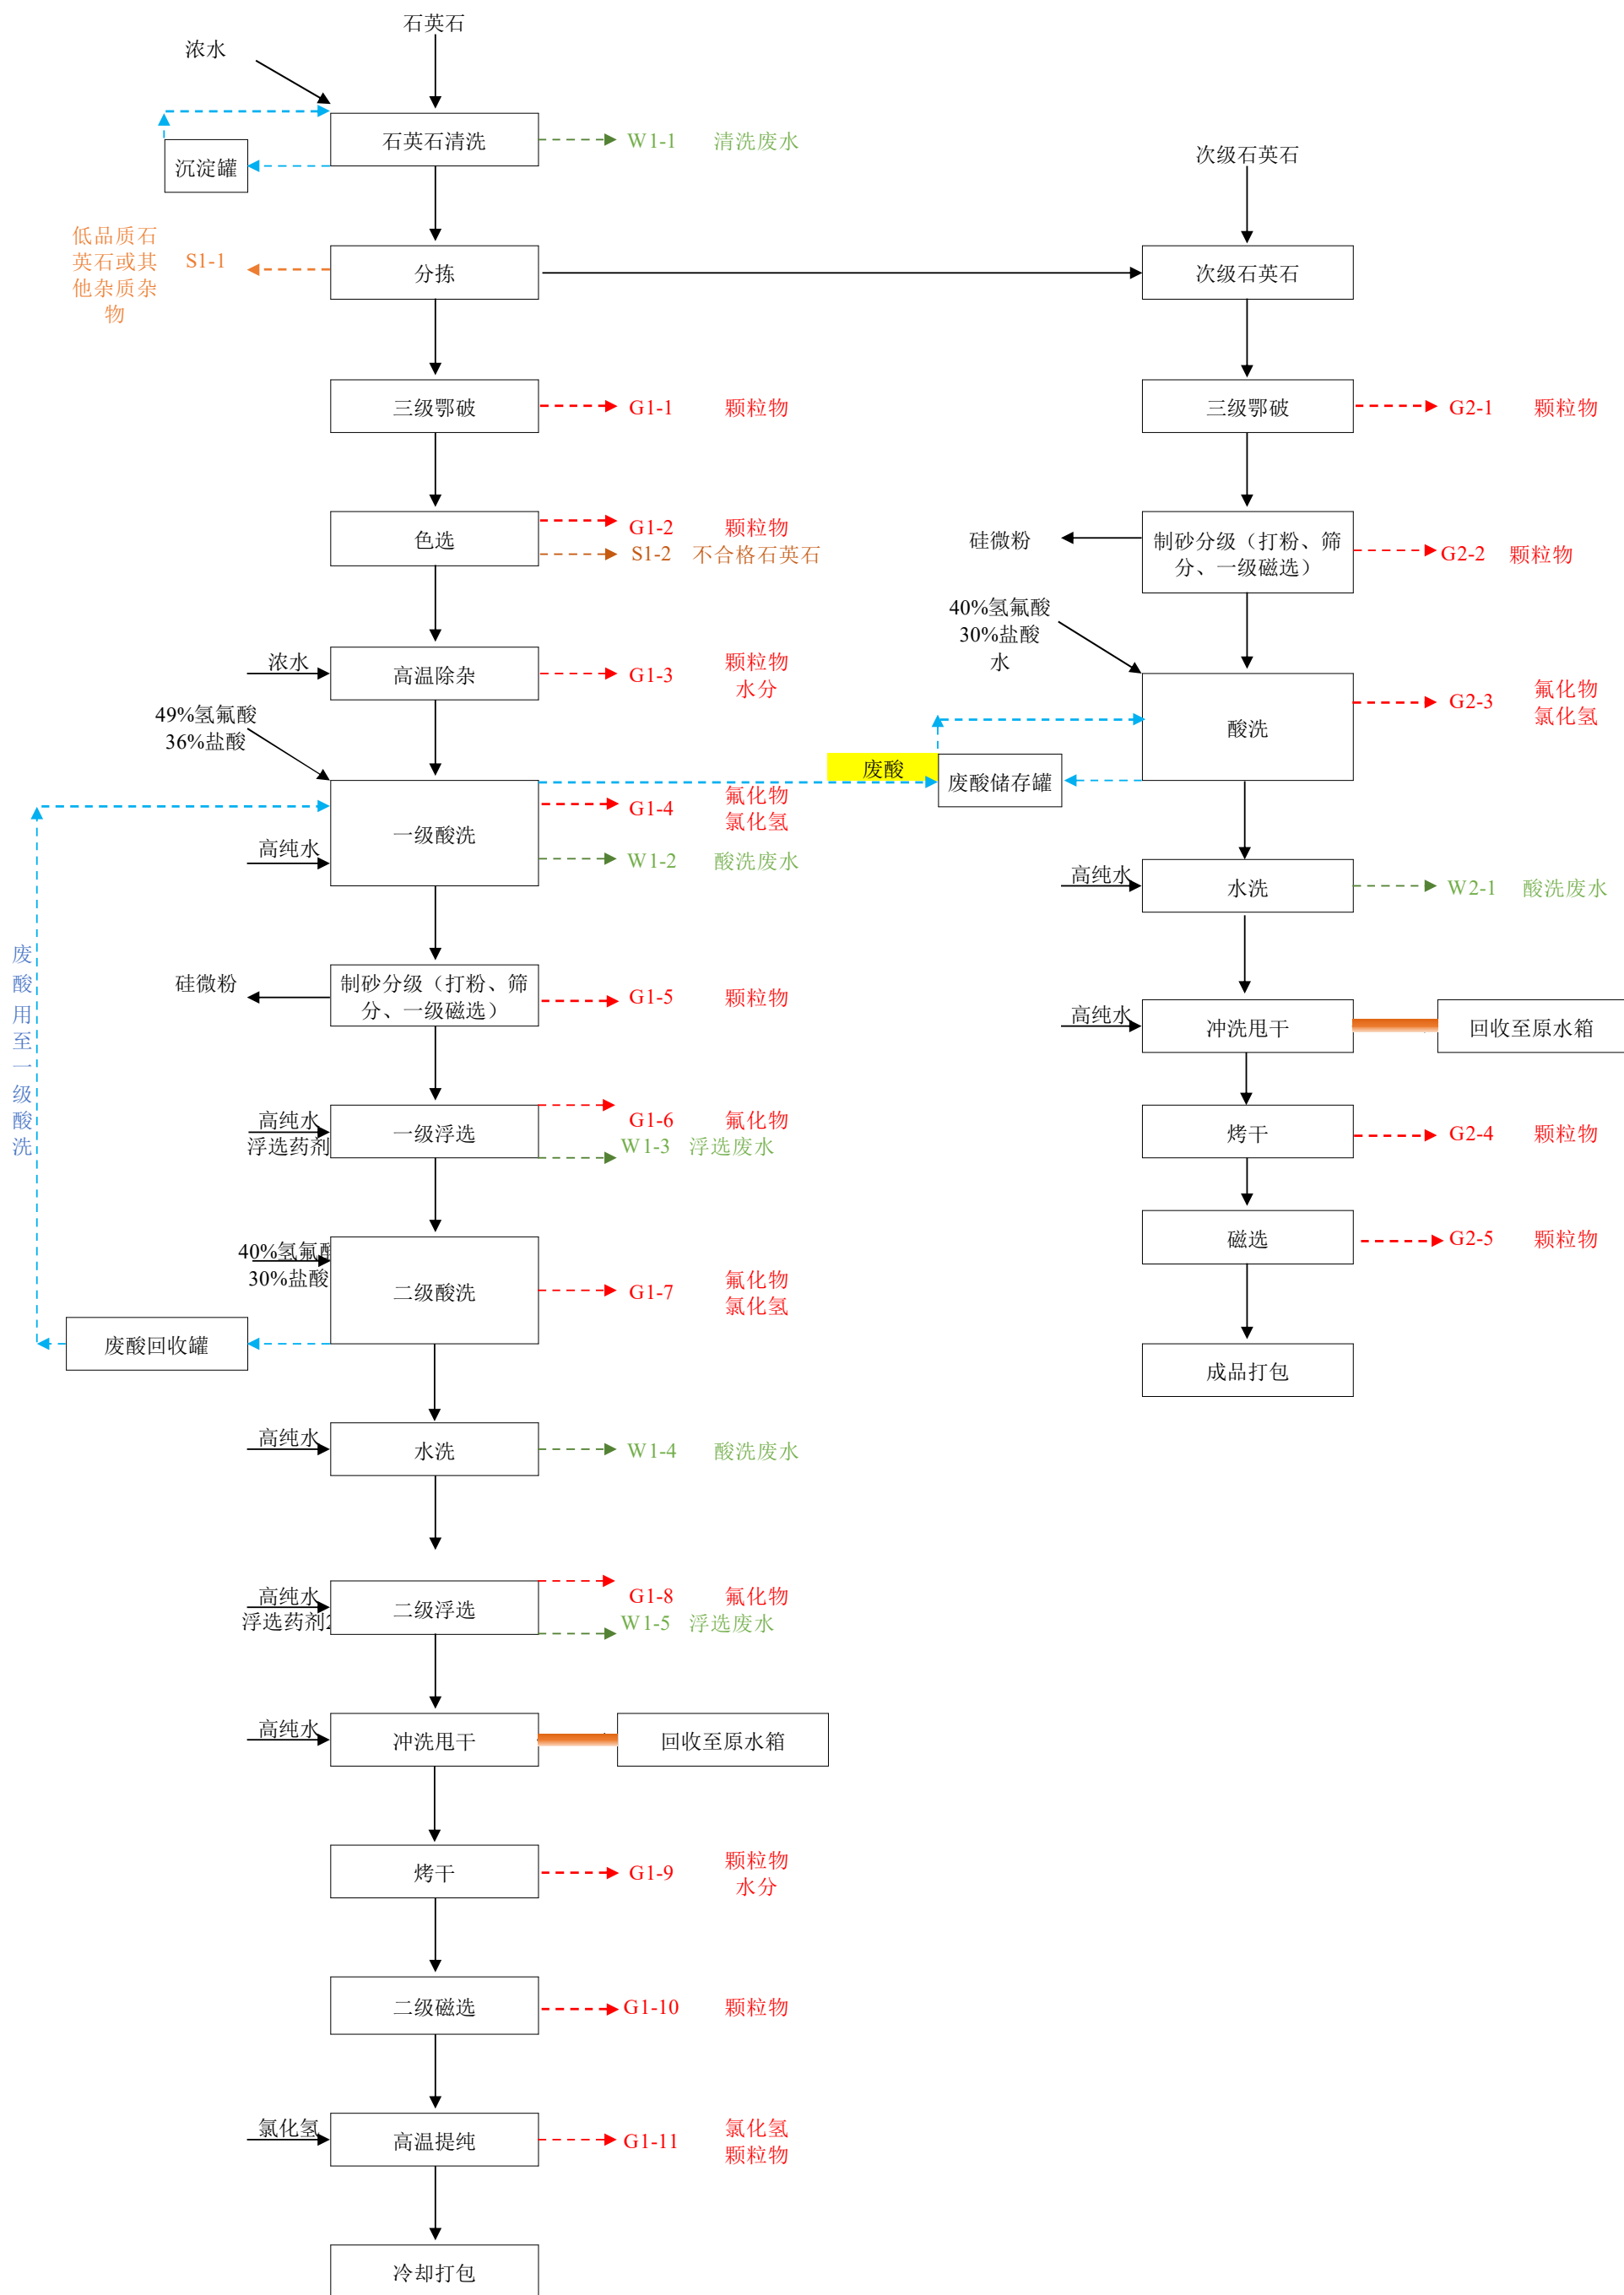 石英石
浓水
石英石清洗
W1-1 清洗废水
沉淀罐
次级石英石
低品质石
英石或其
他杂质杂
物
S1-1
分拣
次级石英石
三级鄂破
G1-1 颗粒物
三级鄂破
G2-1 颗粒物
色选
G1-2 颗粒物
S1-2 不合格石英石
硅微粉
制砂分级（打粉、筛
分、一级磁选）
G2-2 颗粒物
40%氢氟酸
30%盐酸
水
浓水
高温除杂
G1-3
颗粒物
水分
酸洗
G2-3
氟化物
氯化氢
49%氢氟酸
36%盐酸
废酸
废酸储存罐
一级酸洗
G1-4
氟化物
氯化氢
高纯水
W1-2 酸洗废水
高纯水
水洗
W2-1 酸洗废水
废酸用至一级酸洗
硅微粉
制砂分级（打粉、筛
分、一级磁选）
G1-5 颗粒物
高纯水
冲洗甩干
回收至原水箱
高纯水
浮选药剂
一级浮选
G1-6 氟化物
W1-3 浮选废水
烤干
G2-4 颗粒物
磁选
G2-5 颗粒物
40%氢氟酸
30%盐酸
二级酸洗
G1-7
氟化物
氯化氢
废酸回收罐
成品打包
高纯水
水洗
W1-4 酸洗废水
高纯水
浮选药剂2
二级浮选
G1-8 氟化物
W1-5 浮选废水
高纯水
冲洗甩干
回收至原水箱
烤干
G1-9
颗粒物
水分
二级磁选
G1-10 颗粒物
氯化氢
高温提纯
G1-11
氯化氢
颗粒物
冷却打包